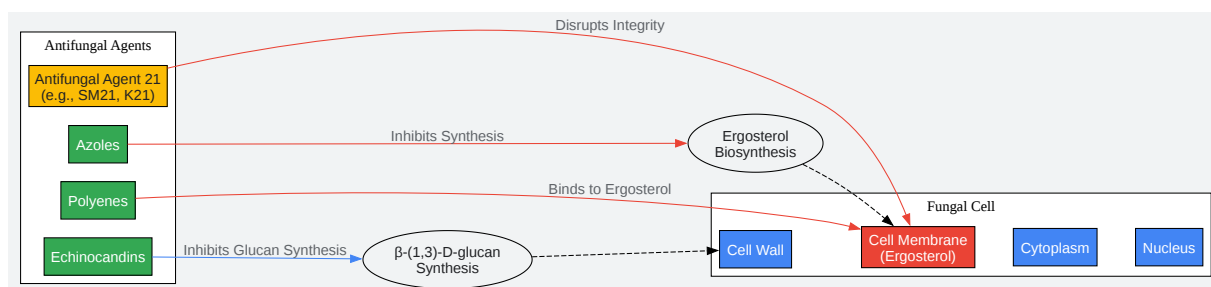 Disrupts Integrity
Antifungal Agents
Antifungal Agent 21
(e.g., SM21, K21)
Azoles
Inhibits Synthesis
Ergosterol
Biosynthesis
Polyenes
Binds to Ergosterol
Fungal Cell
Echinocandins
Inhibits Glucan Synthesis
β-(1,3)-D-glucan
Synthesis
Cell Wall
Cell Membrane
(Ergosterol)
Cytoplasm
Nucleus